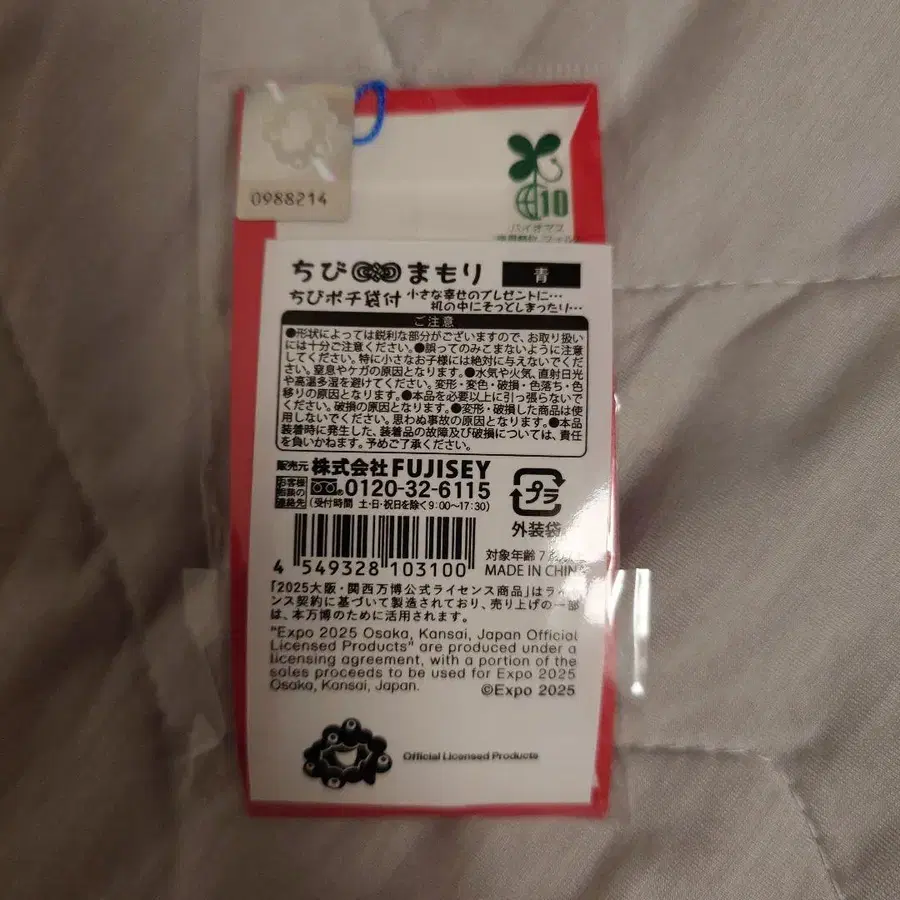 0988214
10
バイオマス
ちび まもり 青
ちびポチ袋付 小さな幸せのプレゼントに…
机の中にそっとしまったり…
ご注意
●形状によっては鋭利な部分がございますので、お取り扱い
には十分ご注意ください。●誤ってのみこまないように注意
してください。特に小さなお子様には絶対に与えないでくだ
さい。窒息やケガの原因となります。●水気や火気、直射日光
や高温多湿を避けてください。変形・変色・破損・色落ち・色
移りの原因となります。●本品を必要以上に引っ張らないで
ください。破損の原因となります。●変形・破損した商品は使
用しないでください。思わぬ事故の原因となります。●本品
装着時に発生した、装着品の故障及び破損については、責任
を負いかねます。予めご了承ください。
販売元 株式会社FUJISEY
お客様
相談の
連絡先
0120-32-6115
(受付時間 土・日・祝日を除く9:00〜17:30)
プラ
外装袋
4 549328 103100
対象年齢7
MADE IN CHINA
「2025大阪・関西万博公式ライセンス商品」はライセ
ンス契約に基づいて製造されており、売り上げの一部
は、本万博のために活用されます。
"Expo 2025 Osaka, Kansai, Japan Official
Licensed Products" are produced under a
licensing agreement, with a portion of the
sales proceeds to be used for Expo 2025
Osaka, Kansai, Japan.
©Expo 2025
Official Licensed Products